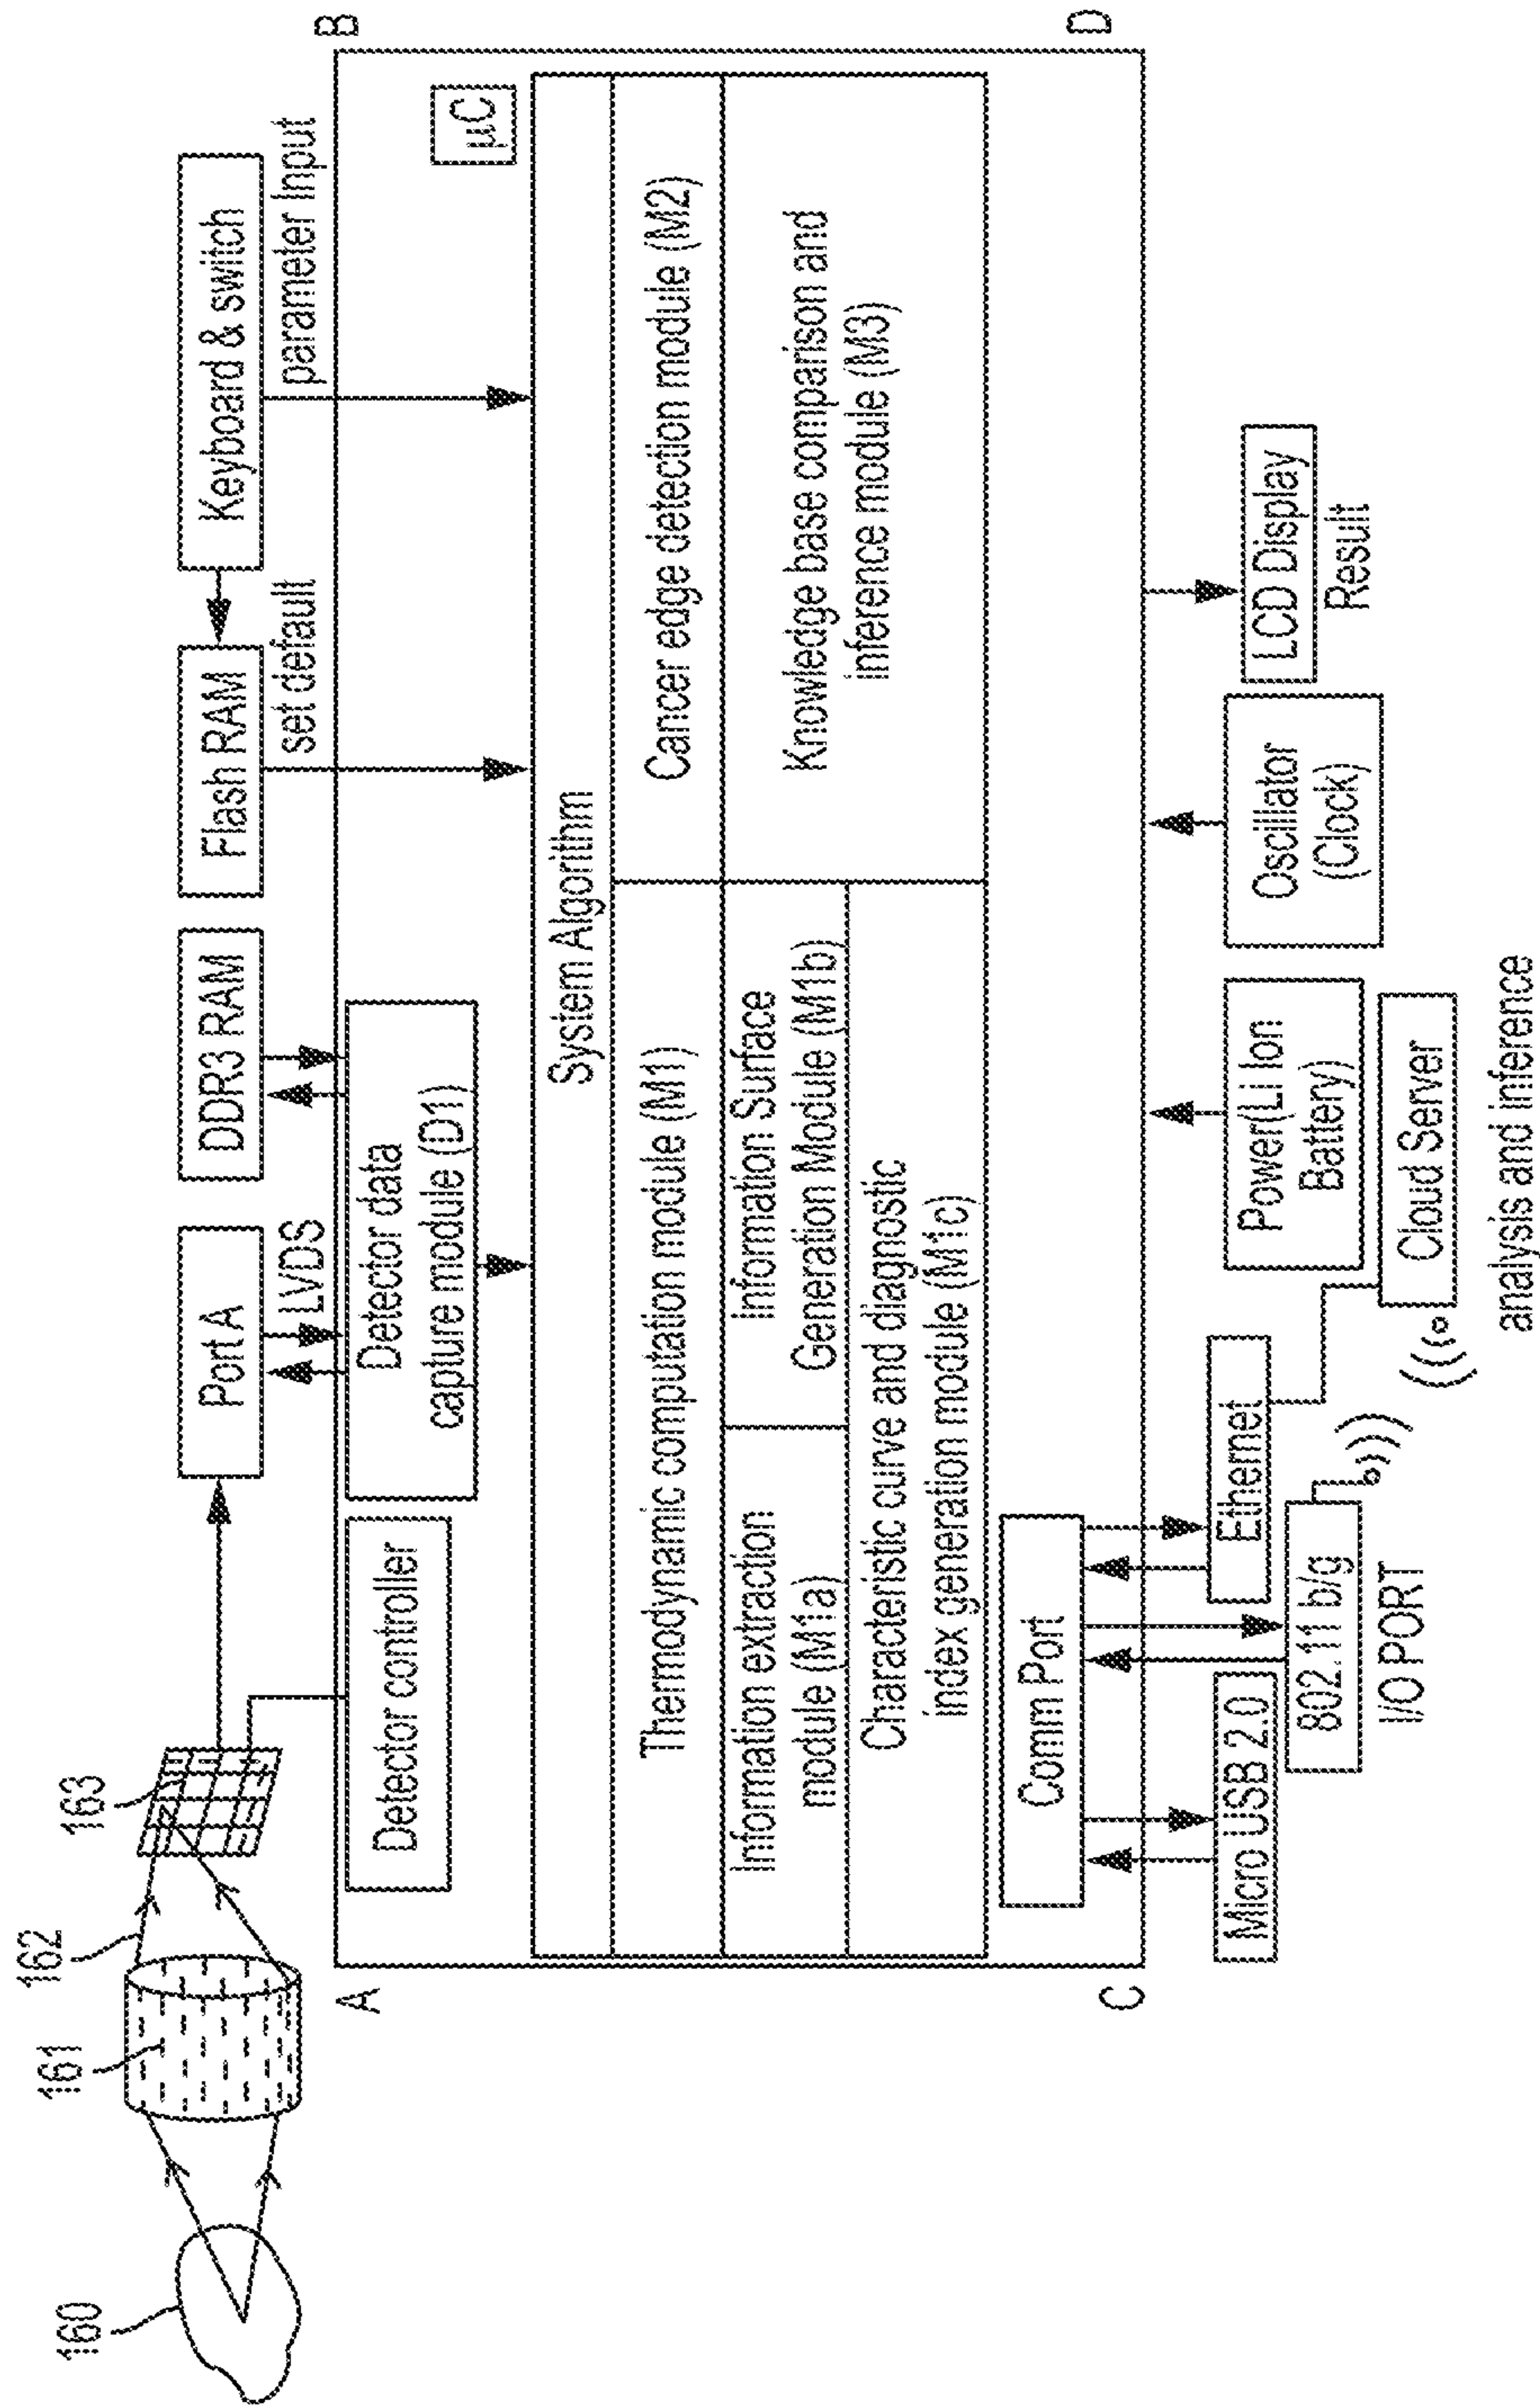 160
161
162
163
Port A
LVDS
DDR3 RAM
Flash RAM
set default
Keyboard & switch
parameter Input
A
B
Detector controller
Detector data
capture module (D1)
µC
System Algorithm
Thermodynamic computation module (M1)
Cancer edge detection module (M2)
Information extraction
module (M1a)
Information Surface
Generation Module (M1b)
Knowledge base comparison and
inference module (M3)
Characteristic curve and diagnostic
index generation module (M1c)
Comm Port
C
D
Micro USB 2.0
802.11 b/g
I/O PORT
Ethernet
Power(Li Ion
Battery)
Cloud Server
analysis and inference
Oscillator
(Clock)
LCD Display
Result